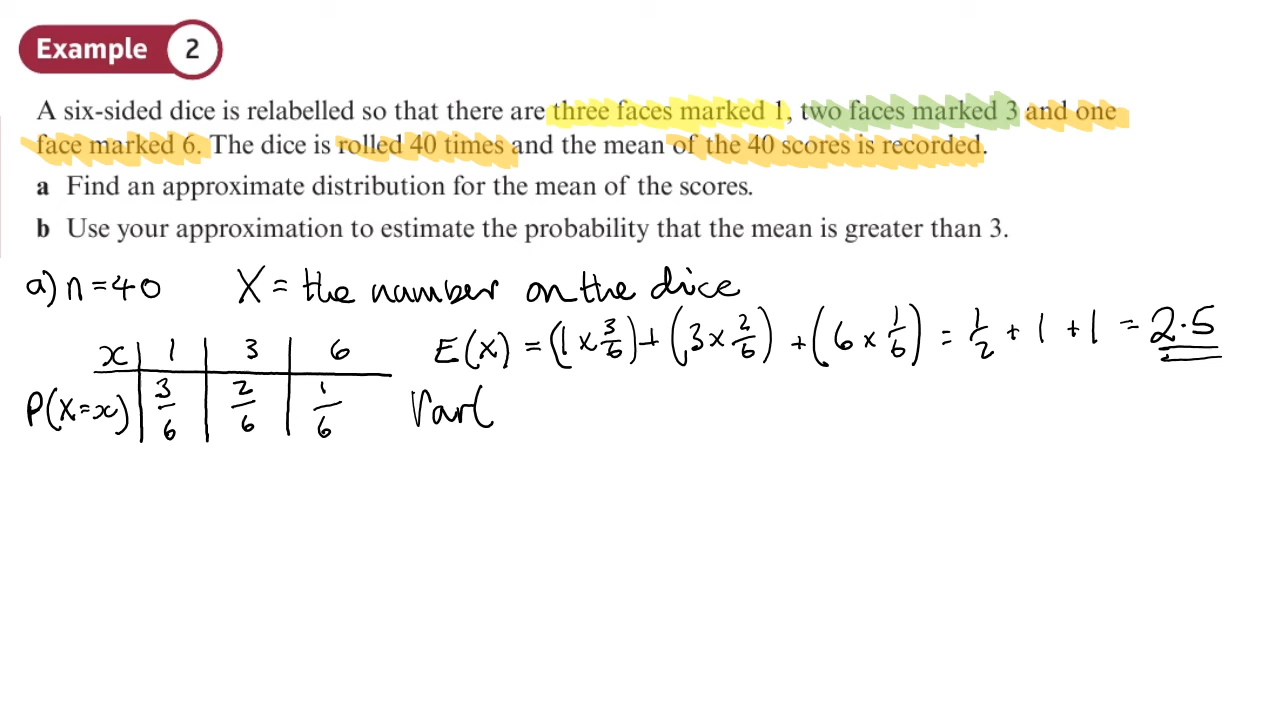 Example 2
A six-sided dice is relabelled so that there are three faces marked 1, two faces marked 3 and one
face marked 6. The dice is rolled 40 times and the mean of the 40 scores is recorded.
a Find an approximate distribution for the mean of the scores.
b Use your approximation to estimate the probability that the mean is greater than 3.
a) n=40 X = the number on the dice
x 1 3 6
P(X=x) 3/6 2/6 1/6
E(X) = (1 × 3/6) + (3 × 2/6) + (6 × 1/6) = 1/2 + 1 + 1 = 2.5
Var(